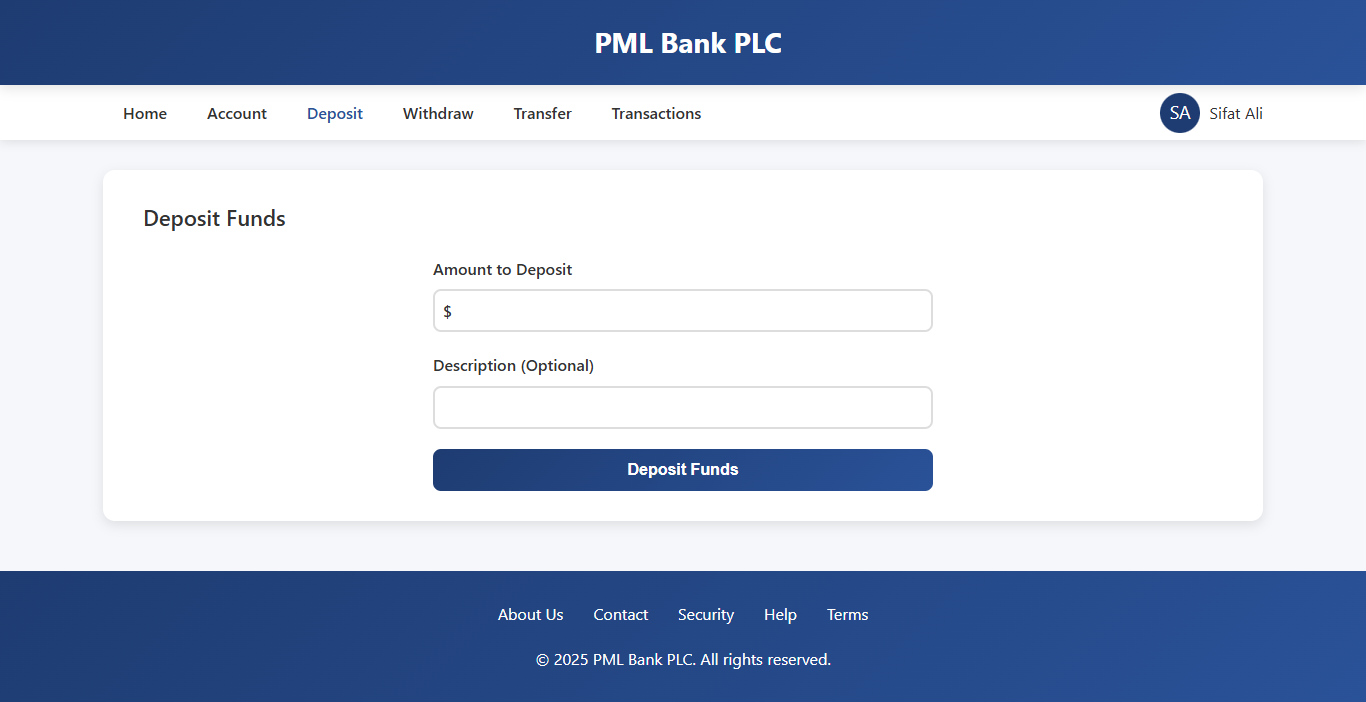 PML Bank PLC
Home Account Deposit Withdraw Transfer Transactions SA Sifat Ali
Deposit Funds
Amount to Deposit
$
Description (Optional)
Deposit Funds
About Us Contact Security Help Terms
© 2025 PML Bank PLC. All rights reserved.